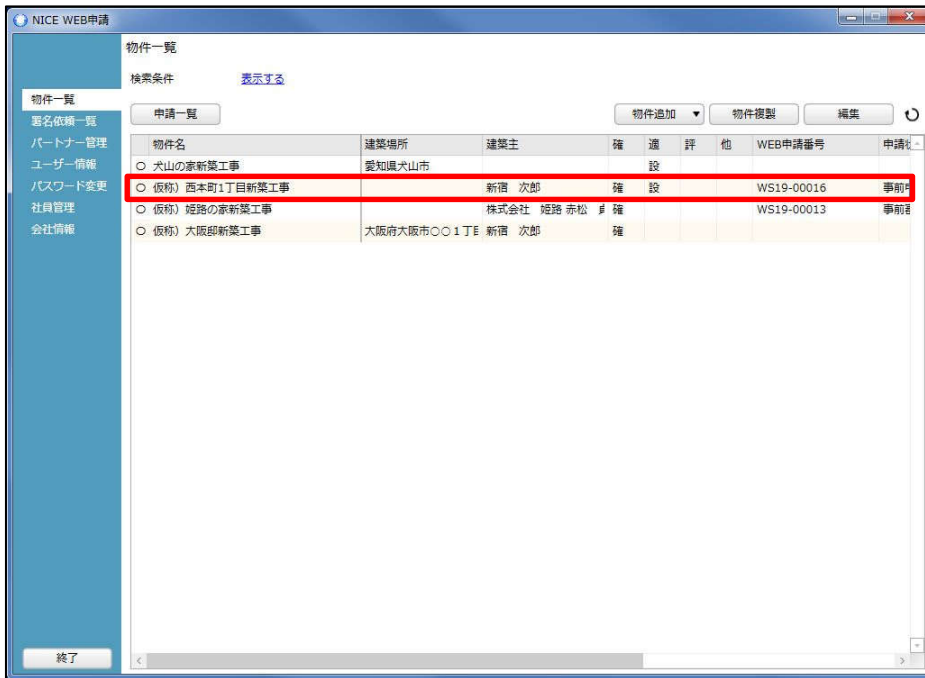 NICE WEB申請
物件一覧
検索条件 表示する
物件一覧
署名依頼一覧
パートナー管理
ユーザー情報
パスワード変更
社員管理
会社情報
申請一覧 物件追加 ▼ 物件複製 編集
物件名 建築場所 建築主 確 適 評 他 WEB申請番号 申請
○ 犬山の家新築工事 愛知県犬山市 設
○ 仮称）西本町1丁目新築工事 新宿 次郎 確 設 WS19-00016 事前
○ 仮称）姫路の家新築工事 株式会社 姫路 赤松 確 WS19-00013 事前
○ 仮称）大阪邸新築工事 大阪府大阪市○○１丁目 新宿 次郎 確
終了